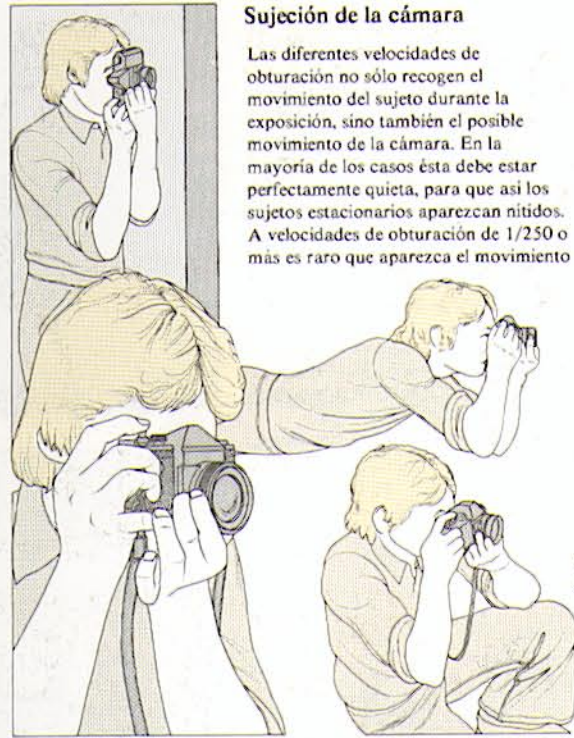 Sujeción de la cámara
Las diferentes velocidades de
obturación no sólo recogen el
movimiento del sujeto durante la
exposición, sino también el posible
movimiento de la cámara. En la
mayoría de los casos ésta debe estar
perfectamente quieta, para que así los
sujetos estacionarios aparezcan nítidos.
A velocidades de obturación de 1/250 o
más es raro que aparezca el movimiento